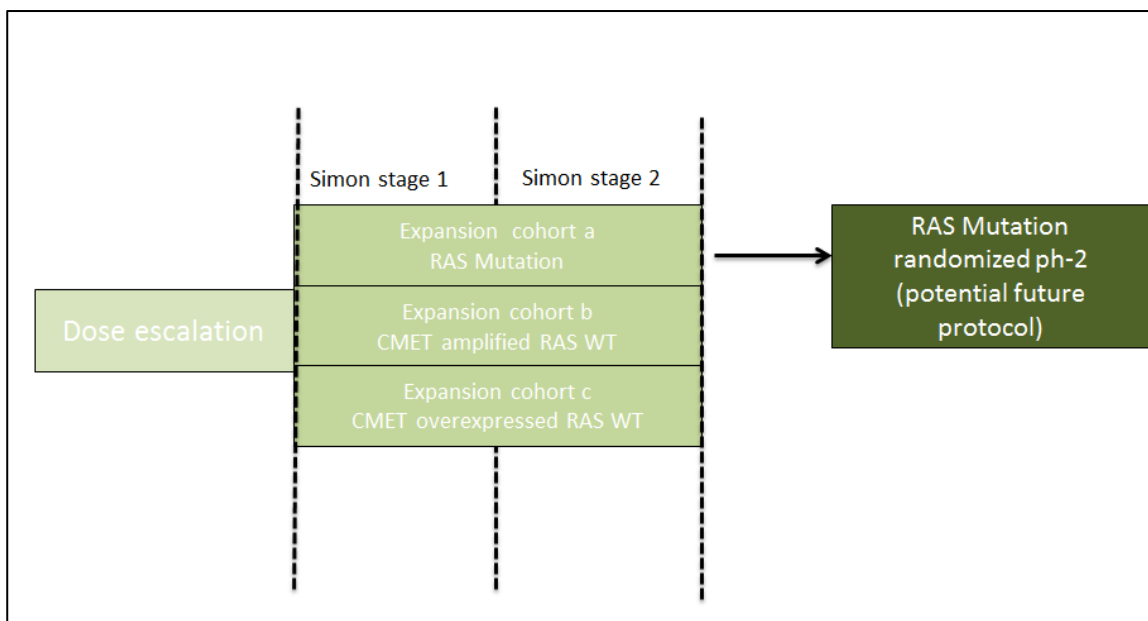 Simon stage 1
Simon stage 2
Expansion cohort a
RAS Mutation
Dose escalation
Expansion cohort b
CMET amplified RAS WT
Expansion cohort c
CMET overexpressed RAS WT
RAS Mutation
randomized ph-2
(potential future
protocol)